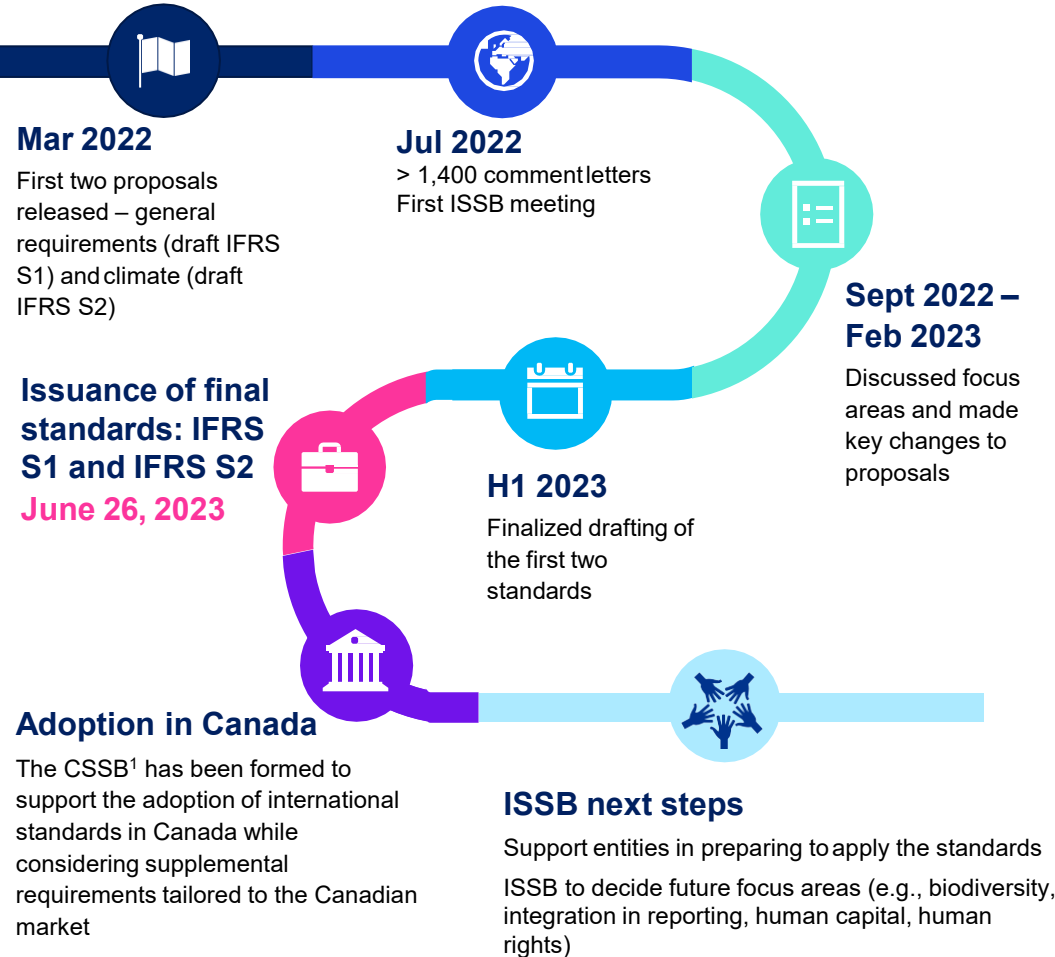 Mar 2022
First two proposals
released – general
requirements (draft IFRS
S1) and climate (draft
IFRS S2)
Jul 2022
> 1,400 comment letters
First ISSB meeting
Sept 2022 –
Feb 2023
Discussed focus
areas and made
key changes to
proposals
H1 2023
Finalized drafting of
the first two
standards
Issuance of final
standards: IFRS
S1 and IFRS S2
June 26, 2023
Adoption in Canada
The CSSB¹ has been formed to
support the adoption of international
standards in Canada while
considering supplemental
requirements tailored to the Canadian
market
ISSB next steps
Support entities in preparing to apply the standards
ISSB to decide future focus areas (e.g., biodiversity,
integration in reporting, human capital, human
rights)